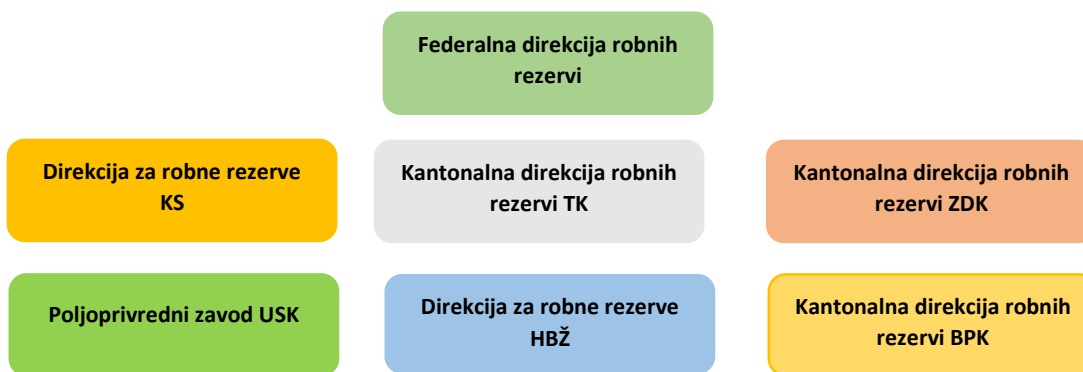 Federalna direkcija robnih
rezervi
Direkcija za robne rezerve
KS
Kantonalna direkcija robnih
rezervi TK
Kantonalna direkcija robnih
rezervi ZDK
Poljoprivredni zavod USK
Direkcija za robne rezerve
HBŽ
Kantonalna direkcija robnih
rezervi BPK